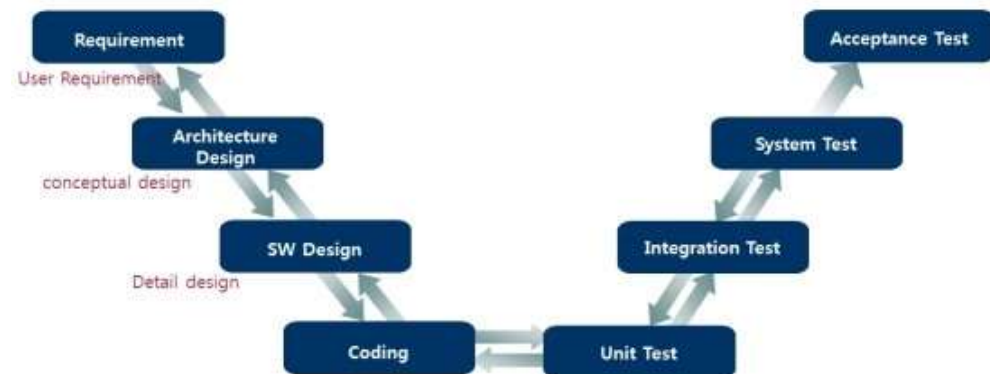 Requirement
Acceptance Test
User Requirement
Architecture
Design
System Test
conceptual design
SW Design
Integration Test
Detail design
Coding
Unit Test